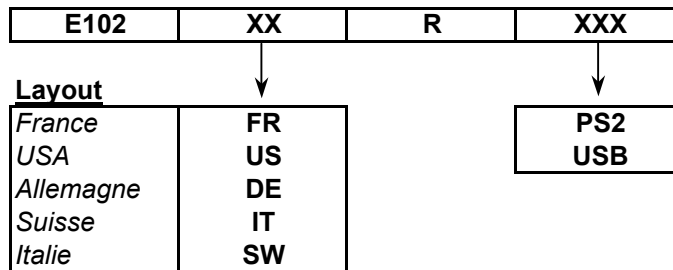 E102 XX R XXX
Layout
France FR PS2
USA US USB
Allemagne DE
Suisse IT
Italie SW